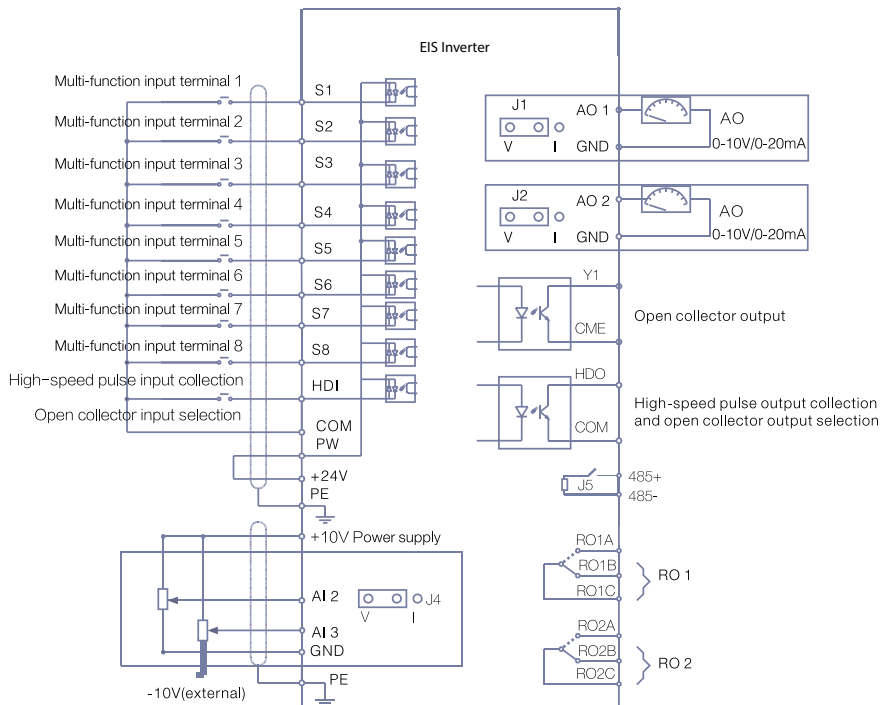 EIS Inverter
Multi-function input terminal 1
S1
Multi-function input terminal 2
S2
Multi-function input terminal 3
S3
Multi-function input terminal 4
S4
Multi-function input terminal 5
S5
Multi-function input terminal 6
S6
Multi-function input terminal 7
S7
Multi-function input terminal 8
S8
High-speed pulse input collection
HDI
Open collector input selection
COM
PW
+24V
PE
+10V Power supply
AI 2
J4
V I
AI 3
GND
-10V(external)
PE
J1
AO 1
AO
V I
GND
0-10V/0-20mA
J2
AO 2
AO
V I
GND
0-10V/0-20mA
Y1
Open collector output
CME
HDO
High-speed pulse output collection
and open collector output selection
COM
485+
J5
485-
RO1A
RO1B
RO 1
RO1C
RO2A
RO2B
RO 2
RO2C